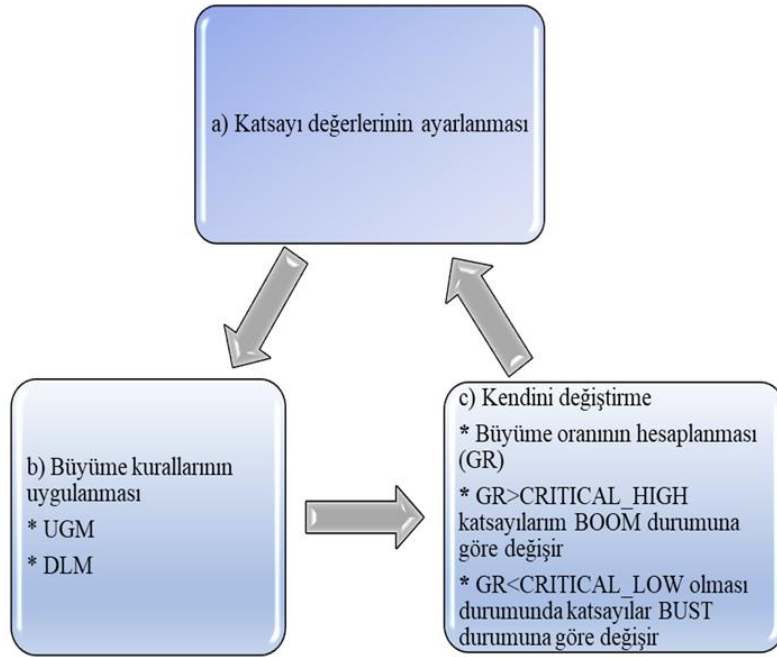 a) Katsayı değerlerinin ayarlanması
b) Büyüme kurallarının
uygulanması
* UGM
* DLM
c) Kendini değiştirme
* Büyüme oranının hesaplanması
(GR)
* GR>CRITICAL_HIGH
katsayılarım BOOM durumuna
göre değişir
* GR<CRITICAL_LOW olması
durumunda katsayılar BUST
durumuna göre değişir